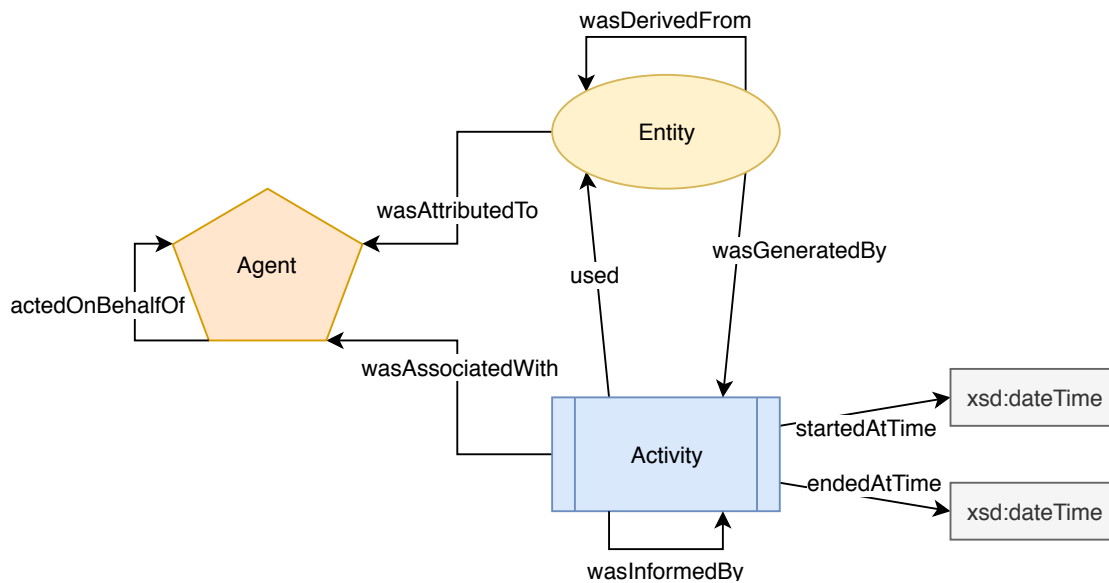 wasDerivedFrom
Entity
wasAttributedTo
wasGeneratedBy
Agent
used
actedOnBehalfOf
wasAssociatedWith
xsd:dateTime
startedAtTime
Activity
endedAtTime
xsd:dateTime
wasInformedBy